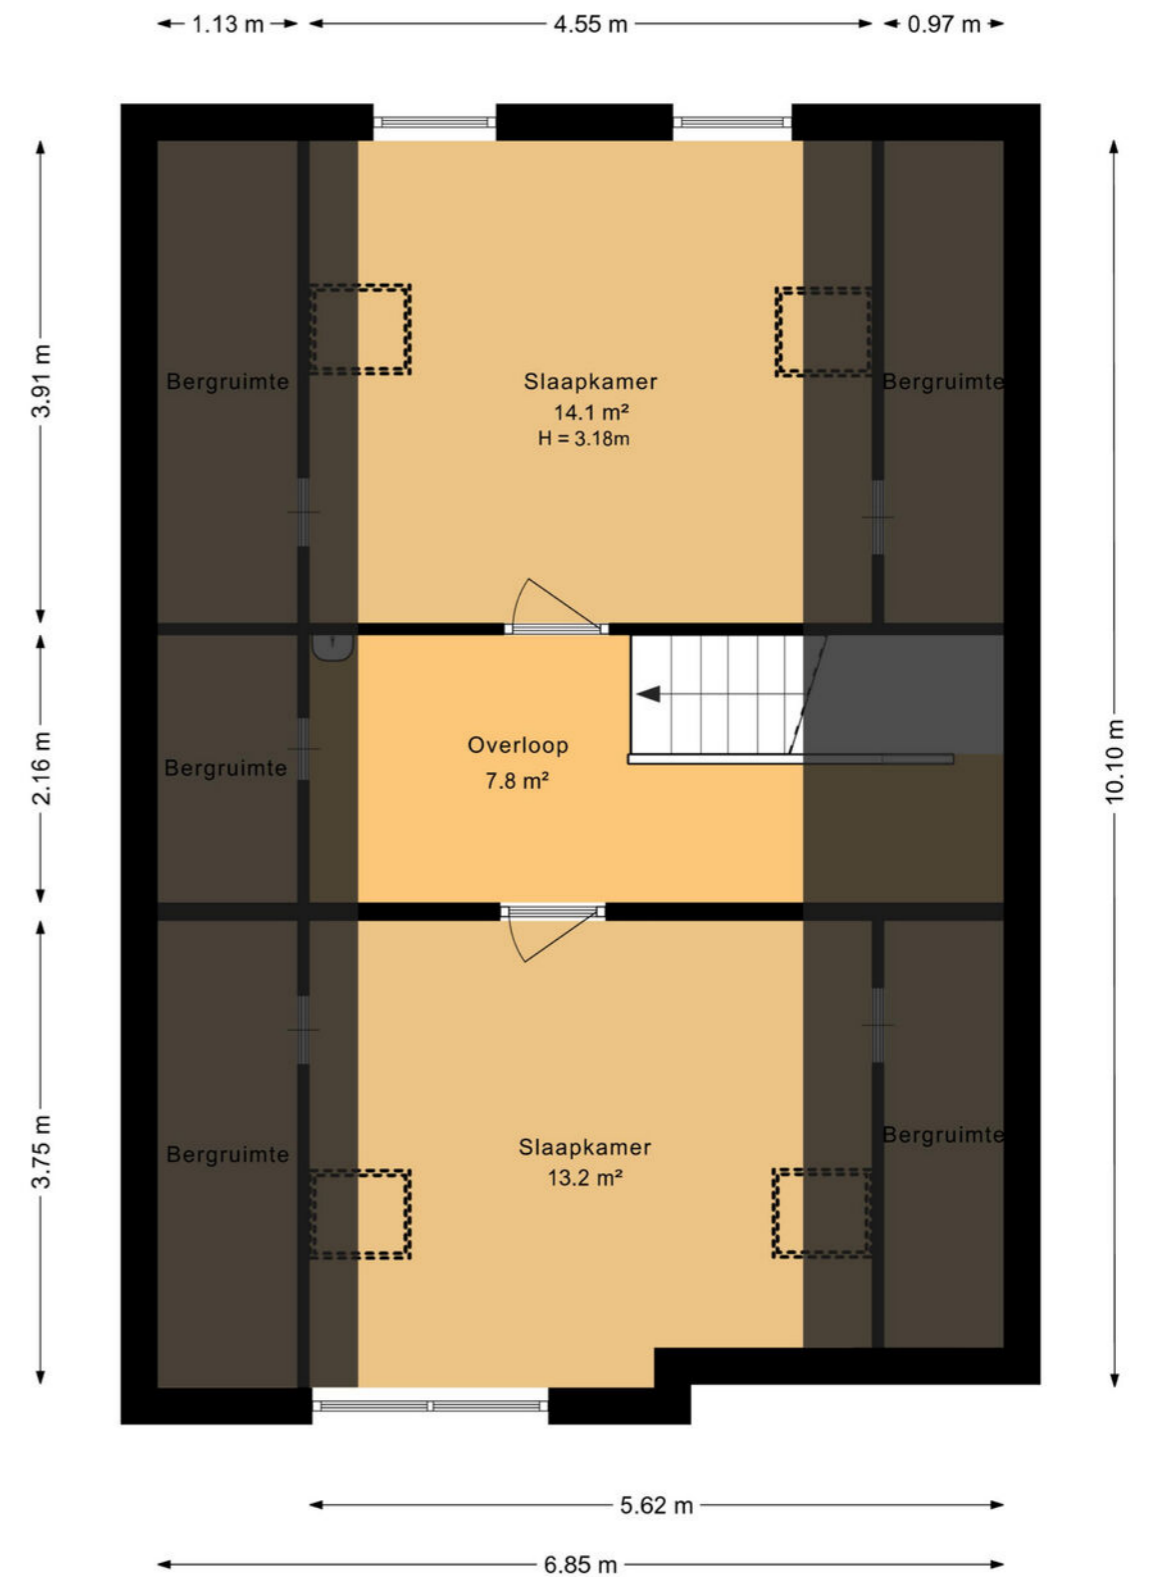 1.13 m
4.55 m
0.97 m
3.91 m
Bergruimte
Slaapkamer
14.1 m²
H = 3.18m
Bergruimte
2.16 m
Bergruimte
Overloop
7.8 m²
10.10 m
3.75 m
Bergruimte
Slaapkamer
13.2 m²
Bergruimte
5.62 m
6.85 m